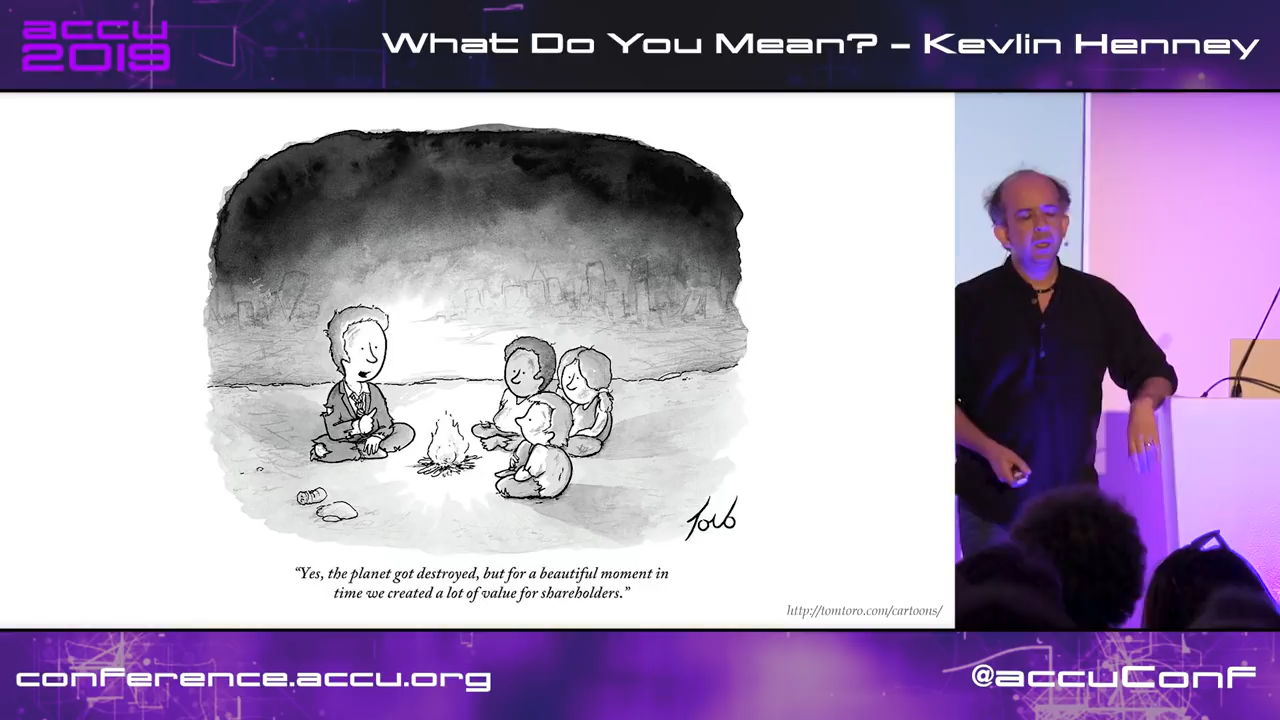 accu
2019
What Do You Mean? – Kevlin Henney
Toro
“Yes, the planet got destroyed, but for a beautiful moment in
time we created a lot of value for shareholders.”
http://tomtoro.com/cartoons/
conference.accu.org
@accuConf